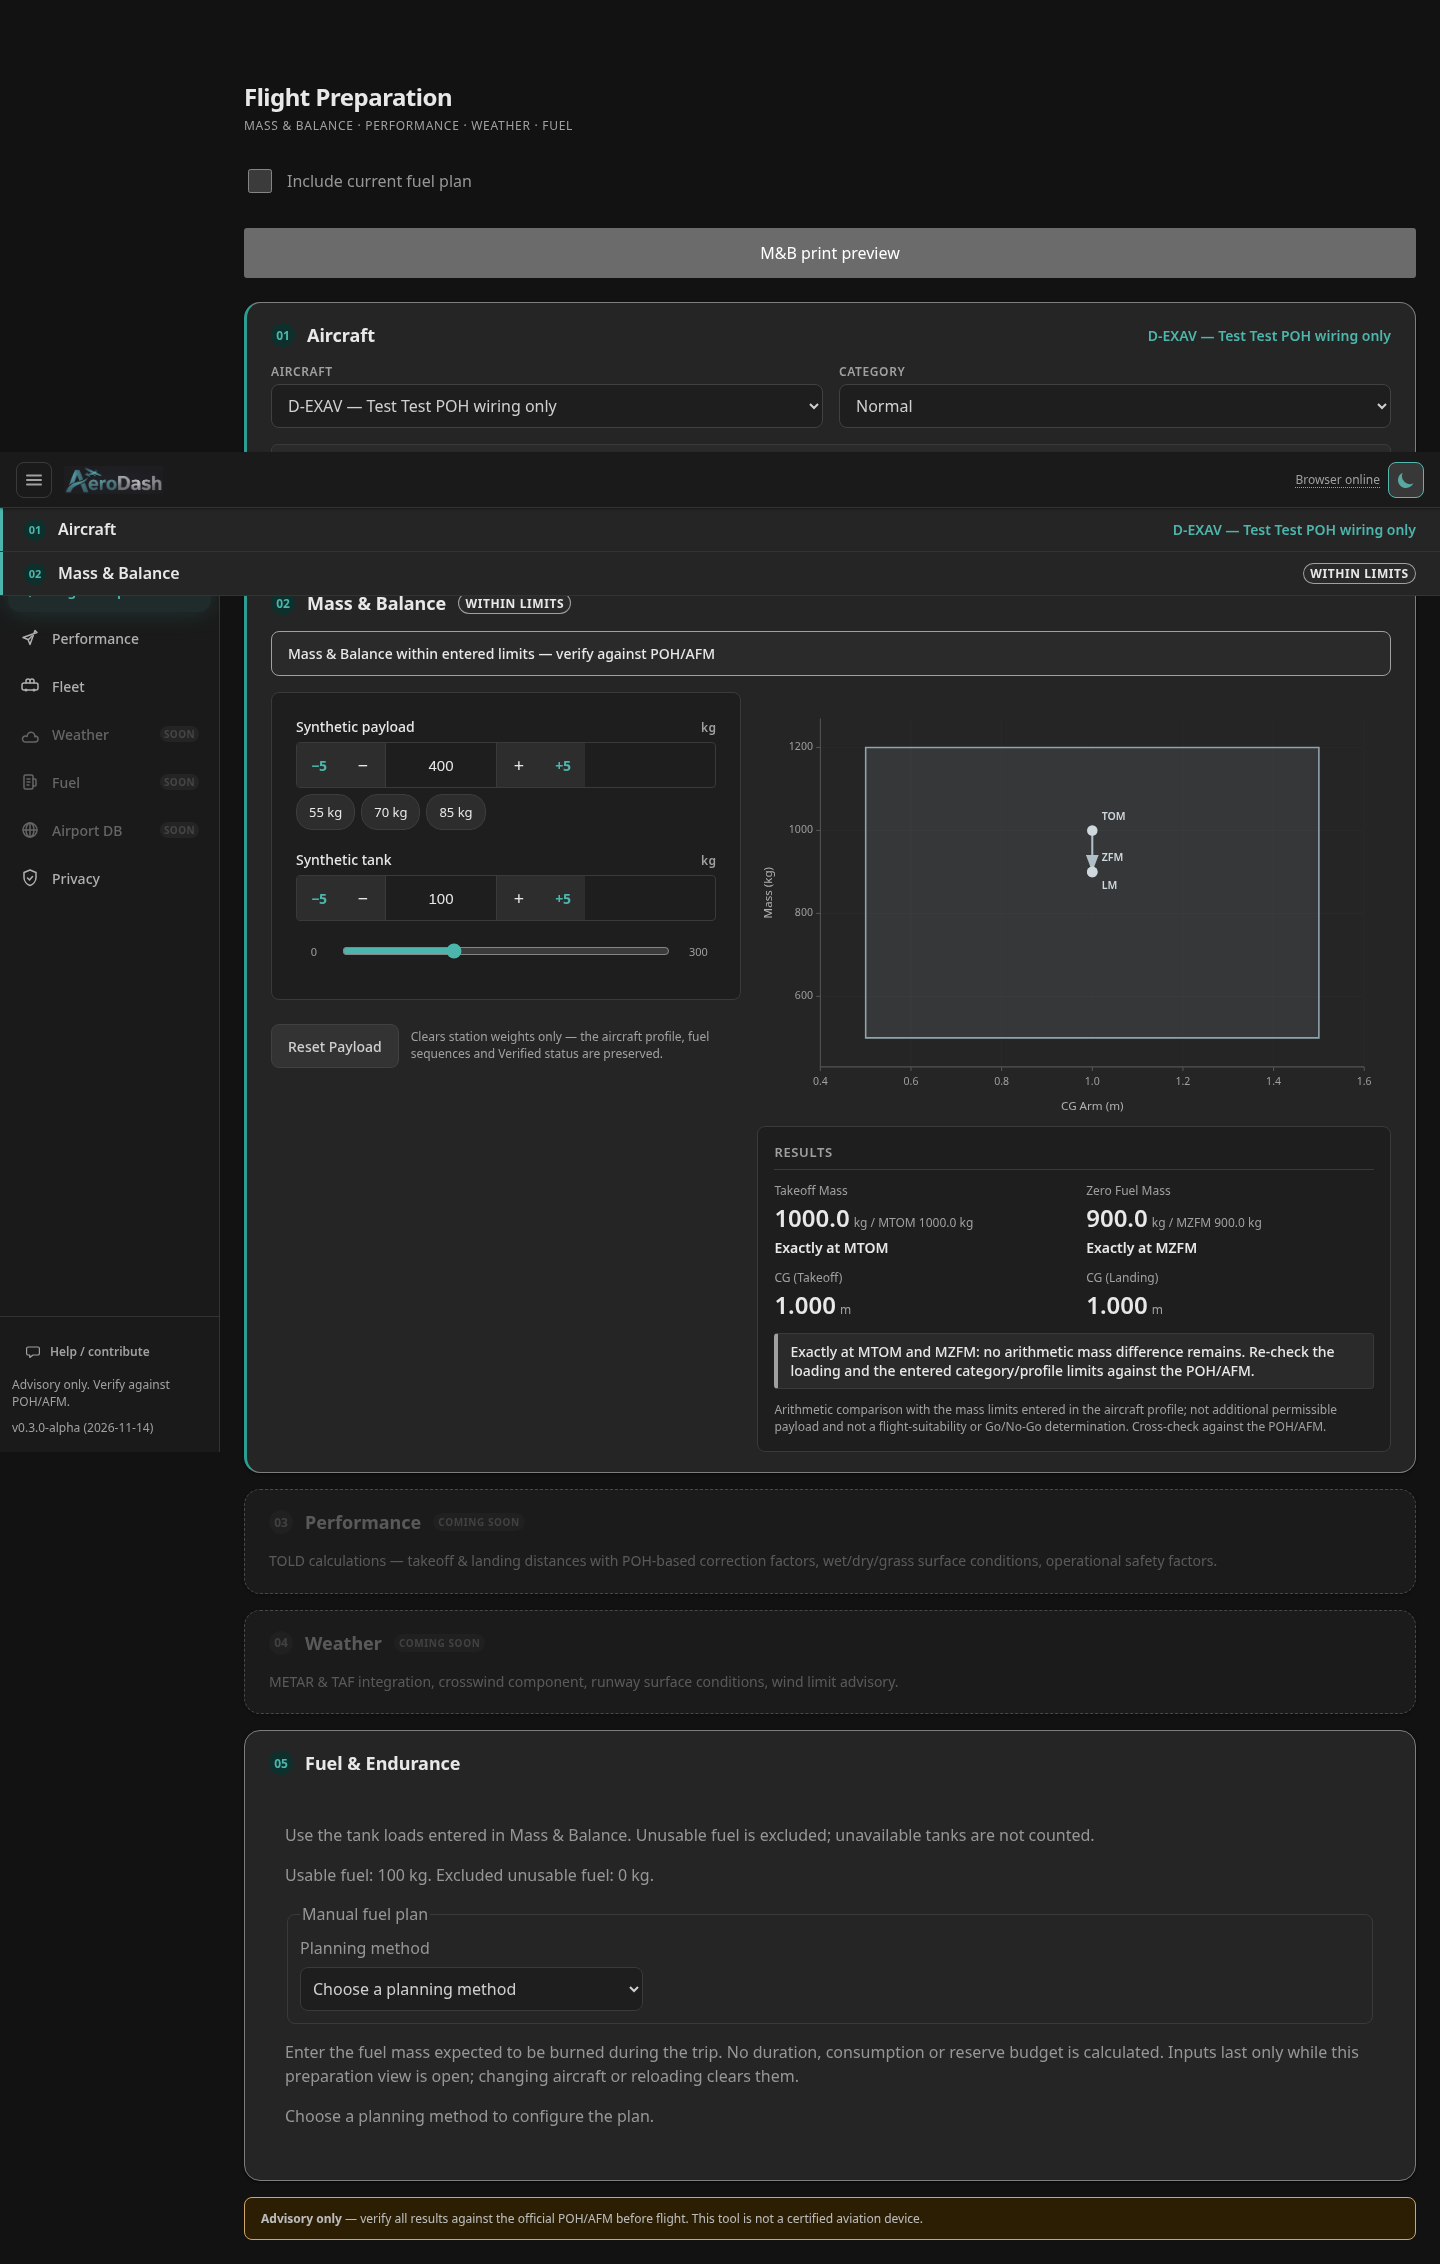 Flight Preparation
MASS & BALANCE · PERFORMANCE · WEATHER · FUEL
Include current fuel plan
M&B print preview
01 Aircraft D-EXAV — Test Test POH wiring only
AIRCRAFT CATEGORY
D-EXAV — Test Test POH wiring only Normal
AeroDash Browser online
01 Aircraft D-EXAV — Test Test POH wiring only
02 Mass & Balance WITHIN LIMITS
02 Mass & Balance WITHIN LIMITS
Performance
Fleet
Weather SOON
Fuel SOON
Airport DB SOON
Privacy
Help / contribute
Advisory only. Verify against
POH/AFM.
v0.3.0-alpha (2026-11-14)
Mass & Balance within entered limits — verify against POH/AFM
Synthetic payload kg
−5 − 400 + +5
55 kg 70 kg 85 kg
Synthetic tank kg
−5 − 100 + +5
0 300
Reset Payload
Clears station weights only — the aircraft profile, fuel
sequences and Verified status are preserved.
1200
1000
800
600
Mass (kg)
TOM
ZFM
LM
0.4 0.6 0.8 1.0 1.2 1.4 1.6
CG Arm (m)
RESULTS
Takeoff Mass Zero Fuel Mass
1000.0 kg / MTOM 1000.0 kg 900.0 kg / MZFM 900.0 kg
Exactly at MTOM Exactly at MZFM
CG (Takeoff) CG (Landing)
1.000 m 1.000 m
Exactly at MTOM and MZFM: no arithmetic mass difference remains. Re-check the
loading and the entered category/profile limits against the POH/AFM.
Arithmetic comparison with the mass limits entered in the aircraft profile; not additional permissible
payload and not a flight-suitability or Go/No-Go determination. Cross-check against the POH/AFM.
03 Performance COMING SOON
TOLD calculations — takeoff & landing distances with POH-based correction factors, wet/dry/grass surface conditions, operational safety factors.
04 Weather COMING SOON
METAR & TAF integration, crosswind component, runway surface conditions, wind limit advisory.
05 Fuel & Endurance
Use the tank loads entered in Mass & Balance. Unusable fuel is excluded; unavailable tanks are not counted.
Usable fuel: 100 kg. Excluded unusable fuel: 0 kg.
Manual fuel plan
Planning method
Choose a planning method
Enter the fuel mass expected to be burned during the trip. No duration, consumption or reserve budget is calculated. Inputs last only while this
preparation view is open; changing aircraft or reloading clears them.
Choose a planning method to configure the plan.
Advisory only — verify all results against the official POH/AFM before flight. This tool is not a certified aviation device.